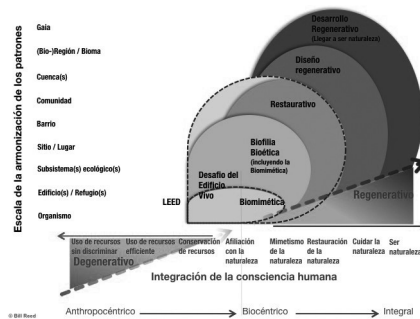 Escala de la armonización de los patrones
Gaia
(Bio-)Región / Bioma
Cuenca(s)
Comunidad
Barrio
Sitio / Lugar
Subsistema(s) ecológico(s)
Edificio(s) / Refugio(s)
Organismo
Desarrollo
Regenerativo
(Llegar a ser naturaleza)
Diseño
regenerativo
Restaurativo
Biofilia
Bioética
(incluyendo la
Biomimética)
Desafío del
Edificio
Vivo
LEED
Biomimética
Regenerativo
Uso de recursos
sin discriminar
Uso de recursos
efficiente
Conservación
de recursos
Afiliación
con la
naturaleza
Mimetismo
de la
naturaleza
Restauración
de la
naturaleza
Cuidar la
naturaleza
Ser
naturaleza
Degenerativo
Integración de la consciencia humana
Antropocéntrico
Biocéntrico
Integral
© Bill Reed